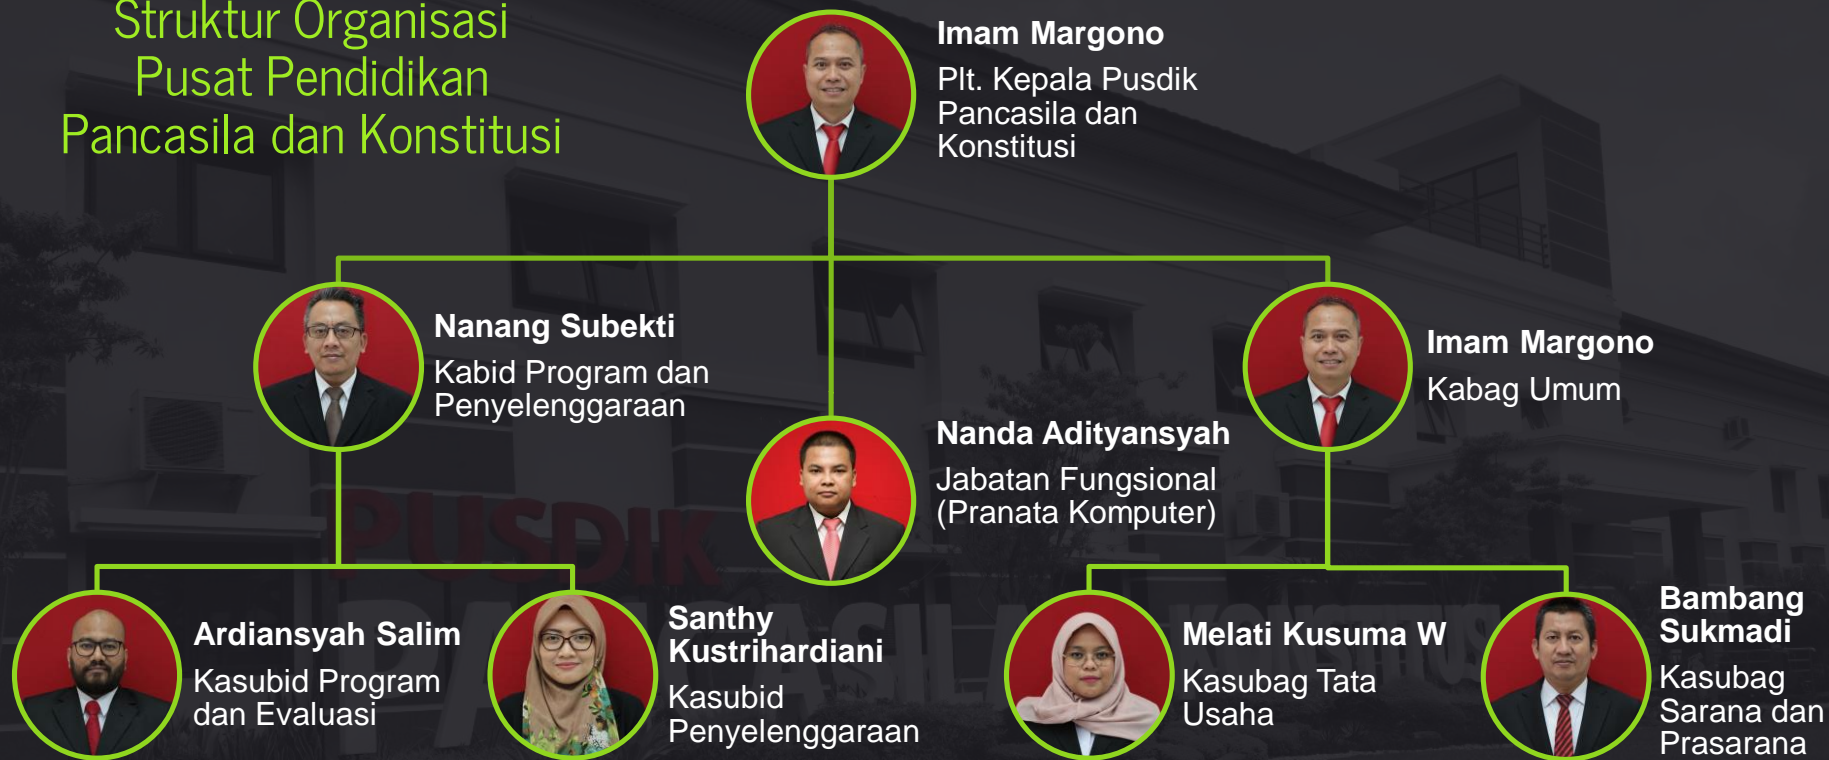 Struktur Organisasi
Pusat Pendidikan
Pancasila dan Konstitusi
Imam Margono
Plt. Kepala Pusdik
Pancasila dan
Konstitusi
Nanang Subekti
Kabid Program dan
Penyelenggaraan
Nanda Adityansyah
Jabatan Fungsional
(Pranata Komputer)
Imam Margono
Kabag Umum
Ardiansyah Salim
Kasubid Program
dan Evaluasi
Santhy
Kustrihardiani
Kasubid
Penyelenggaraan
Melati Kusuma W
Kasubag Tata
Usaha
Bambang
Sukmadi
Kasubag
Sarana dan
Prasarana
PUSDIK